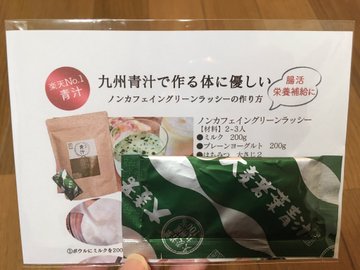 楽天No.1
青汁
九州青汁で作る体に優しい
腸活
栄養補給に
ノンカフェイングリーンラッシーの作り方
ノンカフェイングリーンラッシー
【材料】2~3人
●ミルク 200g
●プレーンヨーグルト 200g
●はちみつ 大さじ2
青汁
①ボウルにミルクを200